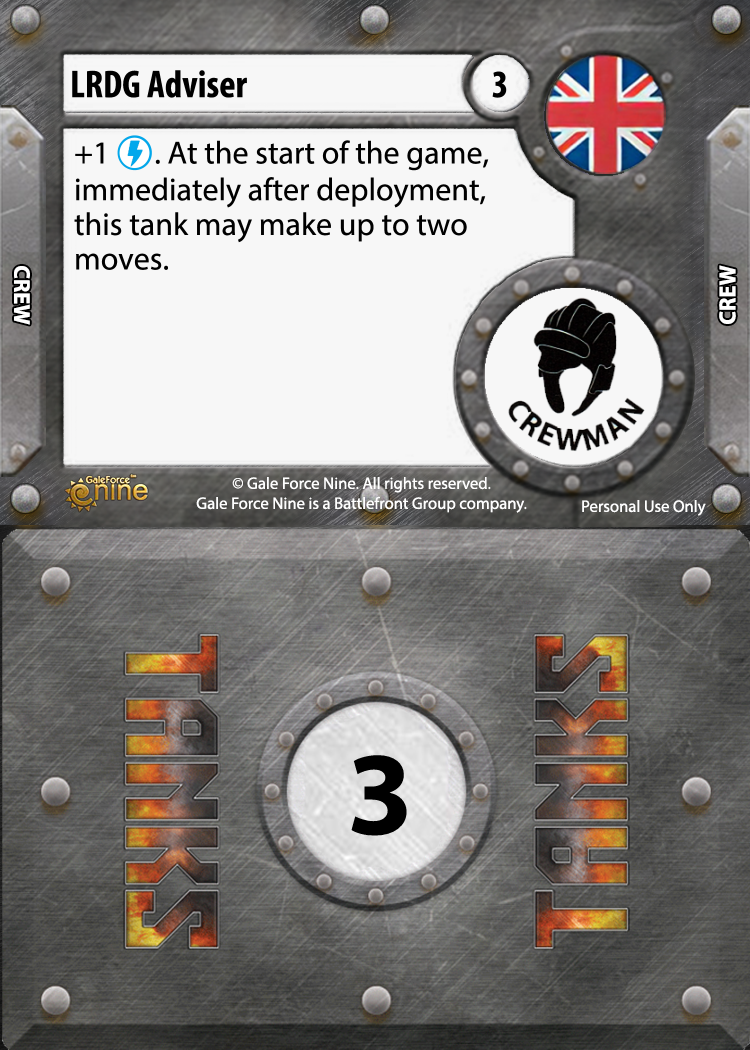 LRDG Adviser
3
+1 . At the start of the game,
immediately after deployment,
this tank may make up to two
moves.
CREW
CREW
CREWMAN
GaleForce™
nine
© Gale Force Nine. All rights reserved.
Gale Force Nine is a Battlefront Group company.
Personal Use Only
TANKS
3
TANKS